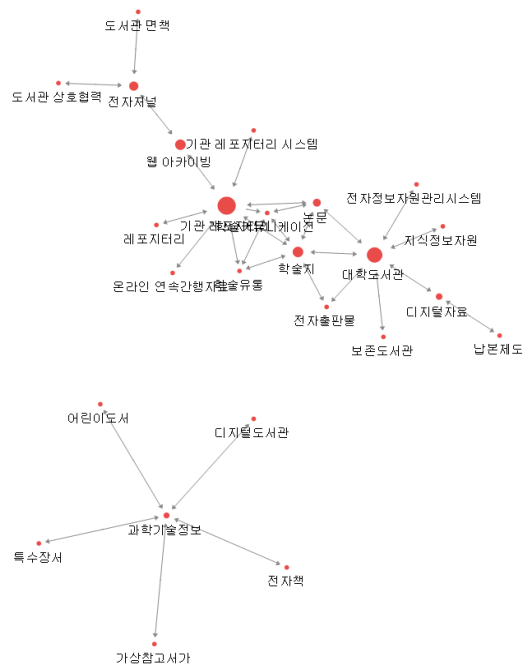 도서관 면책
도서관 상호협력
전자저널
기관 레포지터리 시스템
웹 아카이빙
전자정보자원관리시스템
논문
기관
레포지터리
지식정보자원
학술지
대학도서관
온라인 연속간행자료
학술유통
전자출판물
디지털자료
보존도서관
납본제도
어린이도서
디지털도서관
과학기술정보
특수장서
전자책
가상참고서가